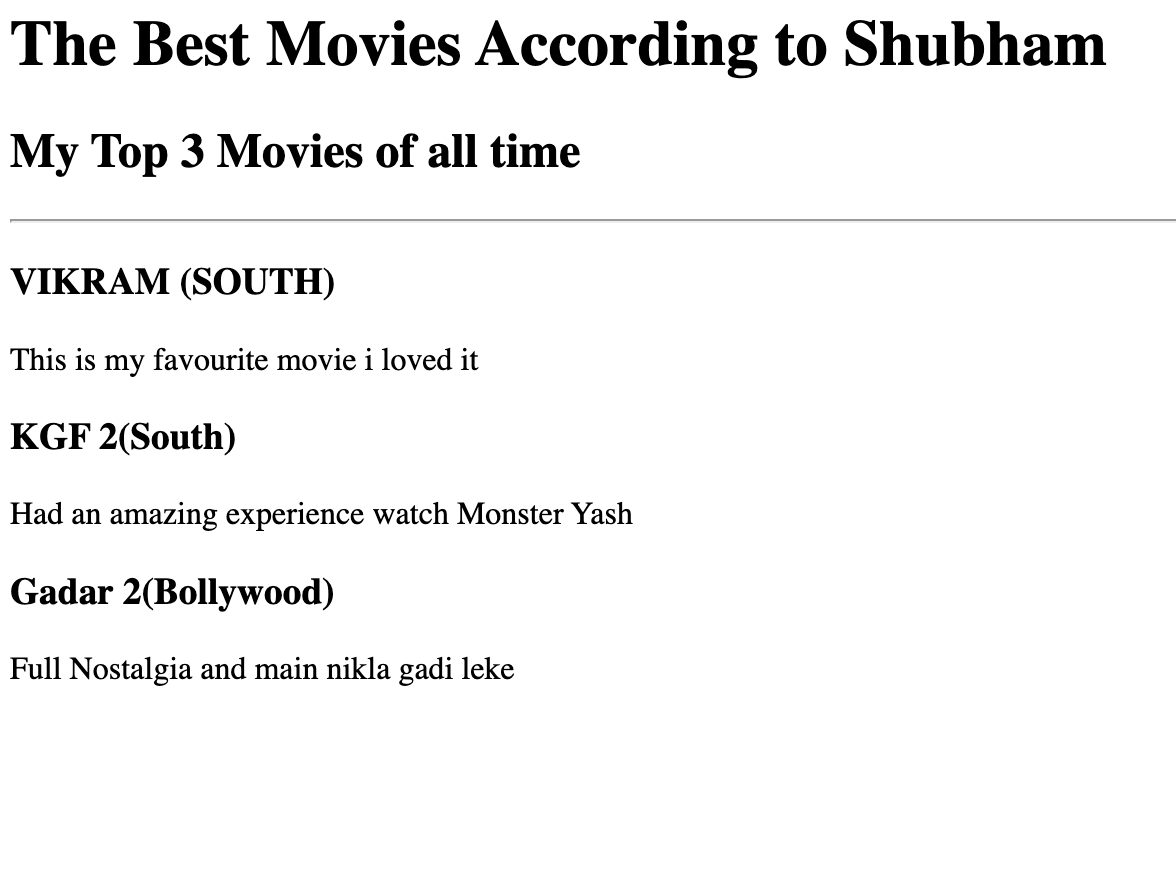 The Best Movies According to Shubham
My Top 3 Movies of all time
VIKRAM (SOUTH)
This is my favourite movie i loved it
KGF 2(South)
Had an amazing experience watch Monster Yash
Gadar 2(Bollywood)
Full Nostalgia and main nikla gadi leke